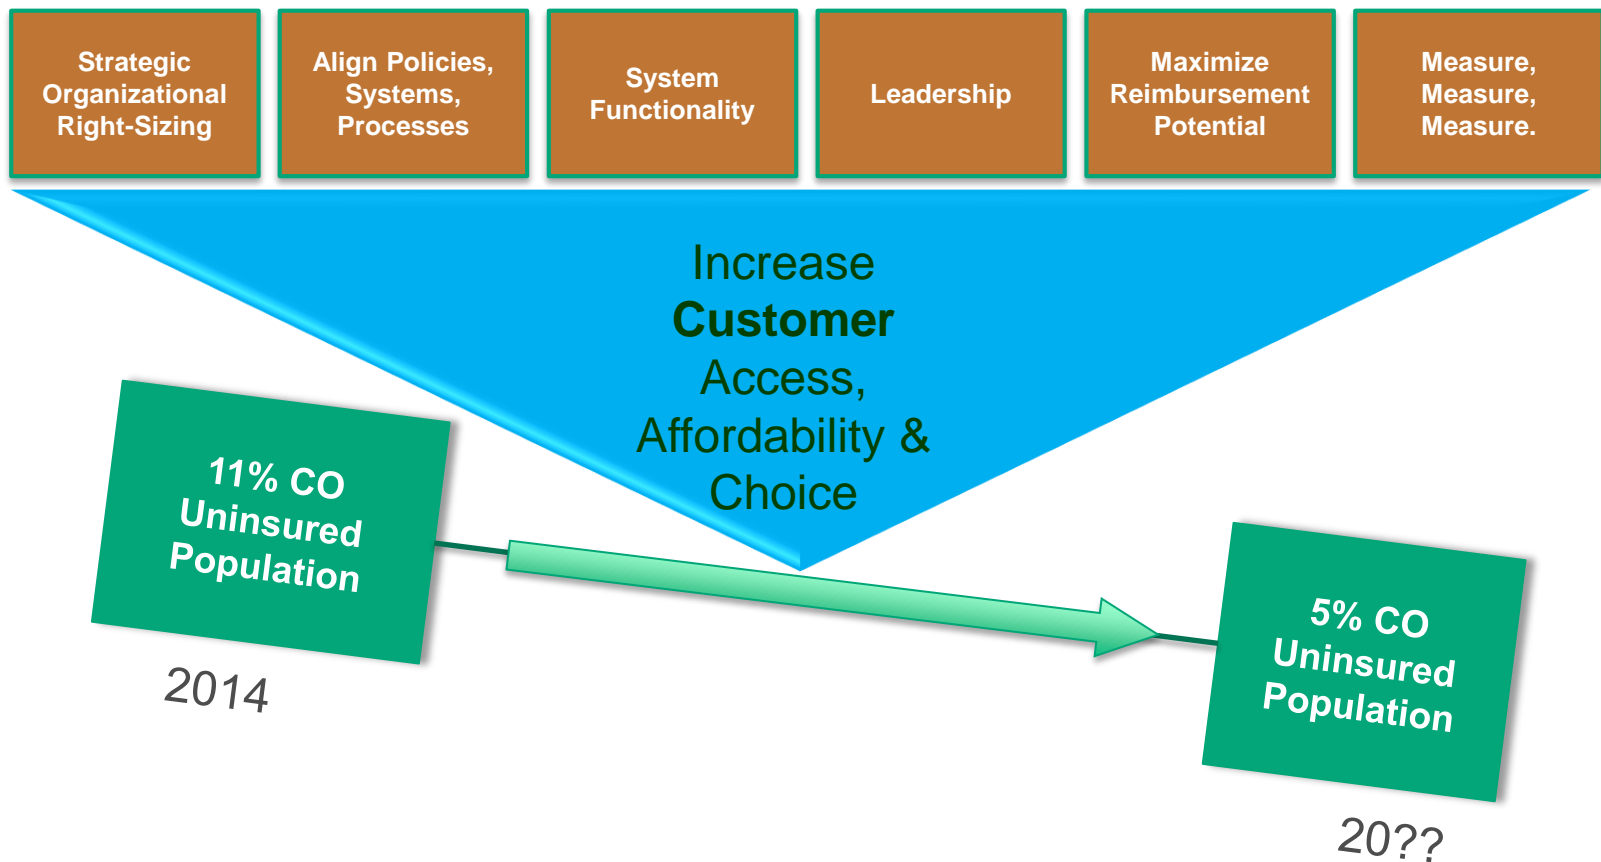 Strategic
Organizational
Right-Sizing
Align Policies,
Systems,
Processes
System
Functionality
Leadership
Maximize
Reimbursement
Potential
Measure,
Measure,
Measure.
Increase
Customer
Access,
Affordability &
Choice
11% CO
Uninsured
Population
2014
5% CO
Uninsured
Population
20??